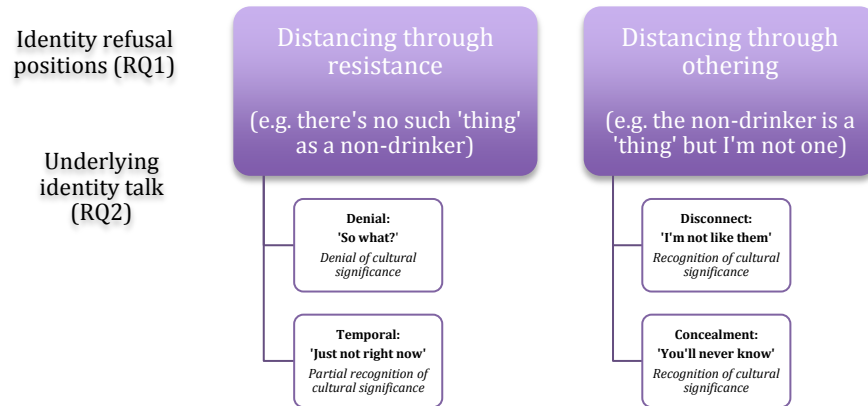 Identity refusal
positions (RQ1)
Distancing through
resistance
(e.g. there's no such 'thing'
as a non-drinker)
Distancing through
othering
(e.g. the non-drinker is a
'thing' but I'm not one)
Underlying
identity talk
(RQ2)
Denial:
'So what?'
Denial of cultural
significance
Disconnect:
'I'm not like them'
Recognition of cultural
significance
Temporal:
'Just not right now'
Partial recognition of
cultural significance
Concealment:
'You'll never know'
Recognition of cultural
significance